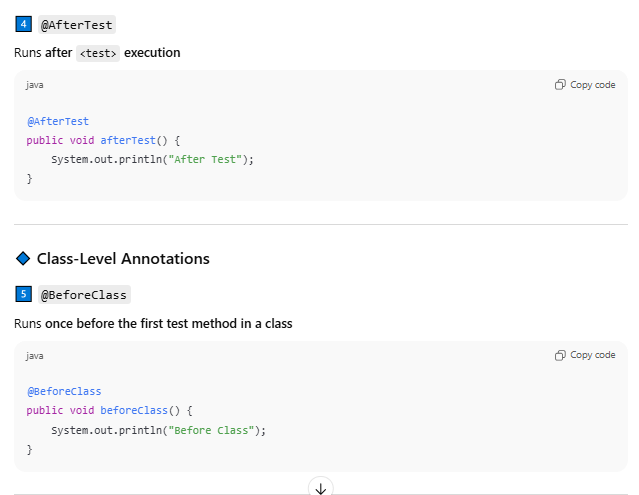 4 @AfterTest
Runs after <test> execution
java Copy code
@AfterTest
public void afterTest() {
    System.out.println("After Test");
}
Class-Level Annotations
5 @BeforeClass
Runs once before the first test method in a class
java Copy code
@BeforeClass
public void beforeClass() {
    System.out.println("Before Class");
}